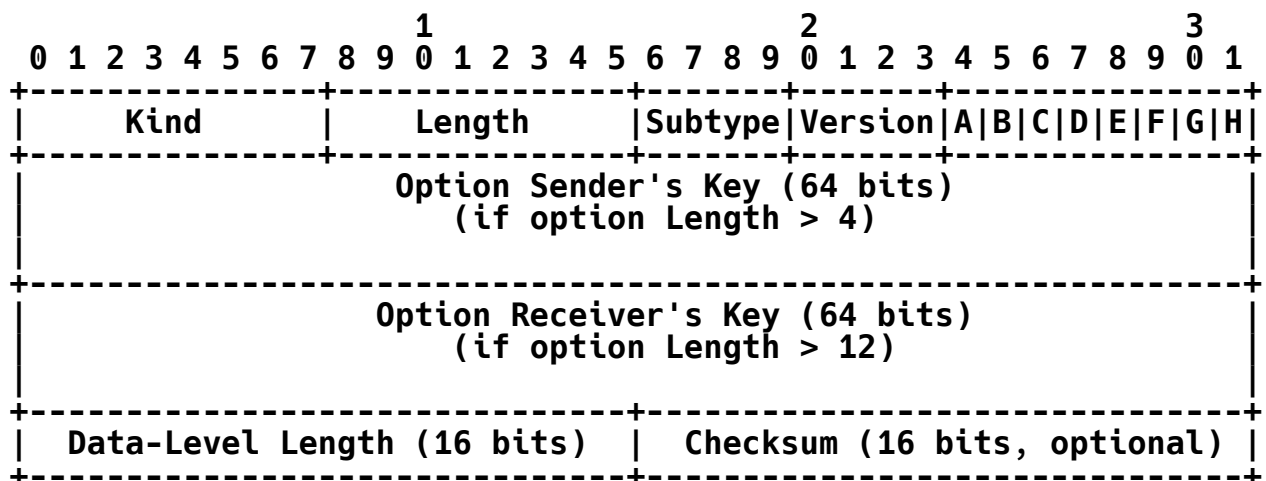 1                   2                   3
 0 1 2 3 4 5 6 7 8 9 0 1 2 3 4 5 6 7 8 9 0 1 2 3 4 5 6 7 8 9 0 1
+---------------+---------------+-------+-------+---------------+
|     Kind      |    Length     |Subtype|Version|A|B|C|D|E|F|G|H|
+---------------+---------------+-------+-------+---------------+
|                   Option Sender's Key (64 bits)               |
|                      (if option Length > 4)                   |
|                                                               |
+---------------------------------------------------------------+
|                  Option Receiver's Key (64 bits)              |
|                      (if option Length > 12)                  |
|                                                               |
+-------------------------------+-------------------------------+
|  Data-Level Length (16 bits)  |  Checksum (16 bits, optional) |
+-------------------------------+-------------------------------+